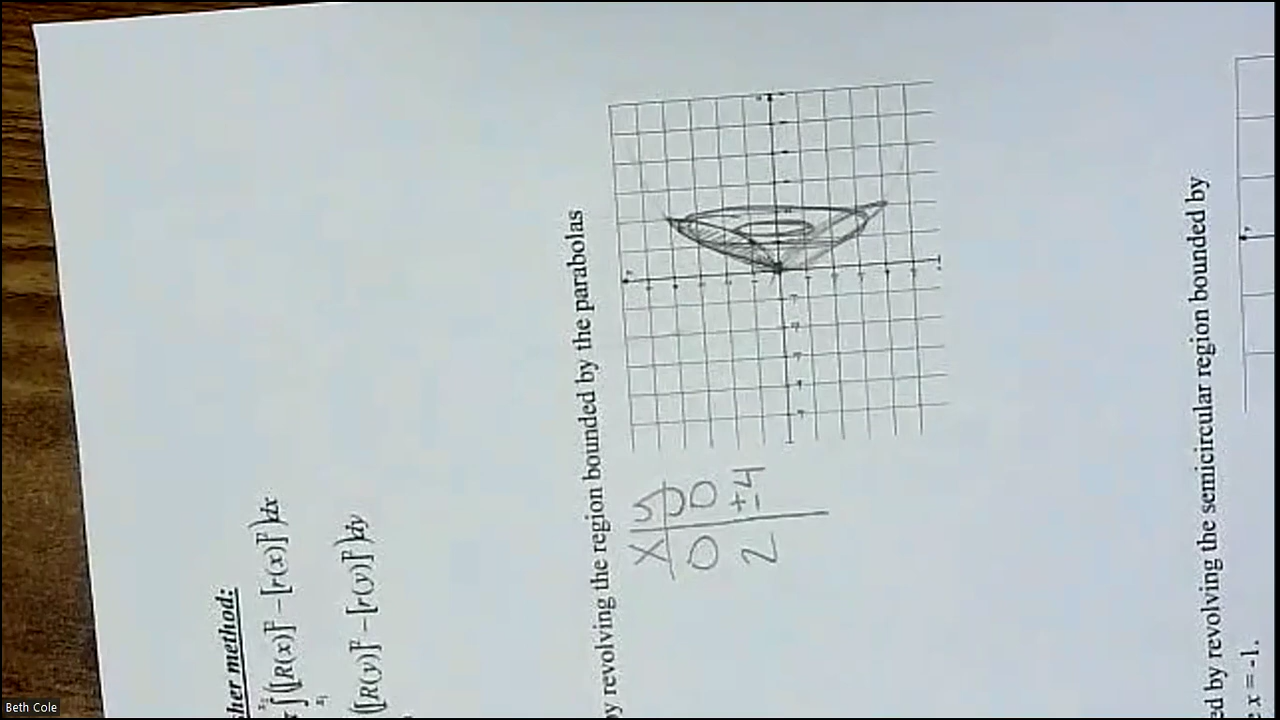 sher method:
∫([R(x)]² − [r(x)]²)dx
([R(y)]² − [r(y)]²)dy
y revolving the region bounded by the parabolas
x | y
0 | 0
2 | ±4
ed by revolving the semicircular region bounded by
x = -1.
Beth Cole